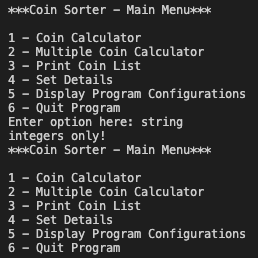 ***Coin Sorter - Main Menu***
1 - Coin Calculator
2 - Multiple Coin Calculator
3 - Print Coin List
4 - Set Details
5 - Display Program Configurations
6 - Quit Program
Enter option here: string
integers only!
***Coin Sorter - Main Menu***
1 - Coin Calculator
2 - Multiple Coin Calculator
3 - Print Coin List
4 - Set Details
5 - Display Program Configurations
6 - Quit Program